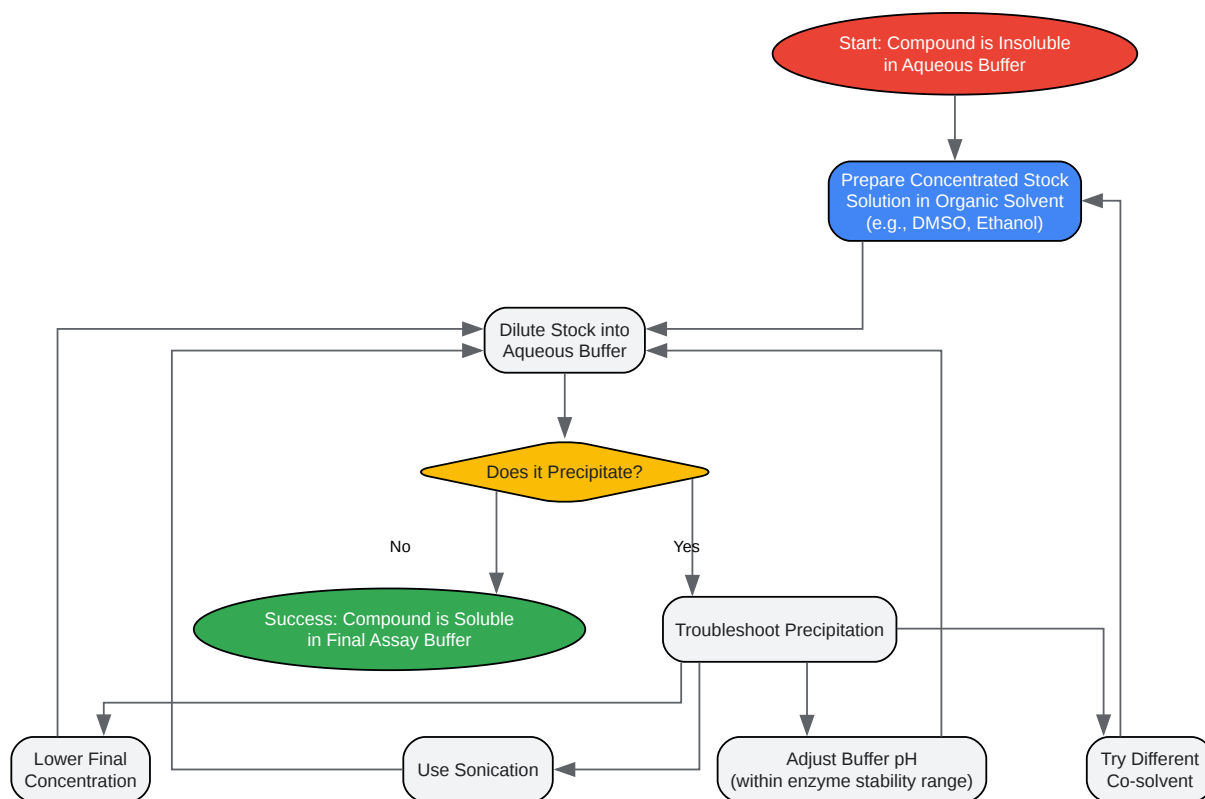 Start: Compound is Insoluble
in Aqueous Buffer
Prepare Concentrated Stock
Solution in Organic Solvent
(e.g., DMSO, Ethanol)
Dilute Stock into
Aqueous Buffer
Does it Precipitate?
No
Yes
Success: Compound is Soluble
in Final Assay Buffer
Troubleshoot Precipitation
Lower Final
Concentration
Use Sonication
Adjust Buffer pH
(within enzyme stability range)
Try Different
Co-solvent